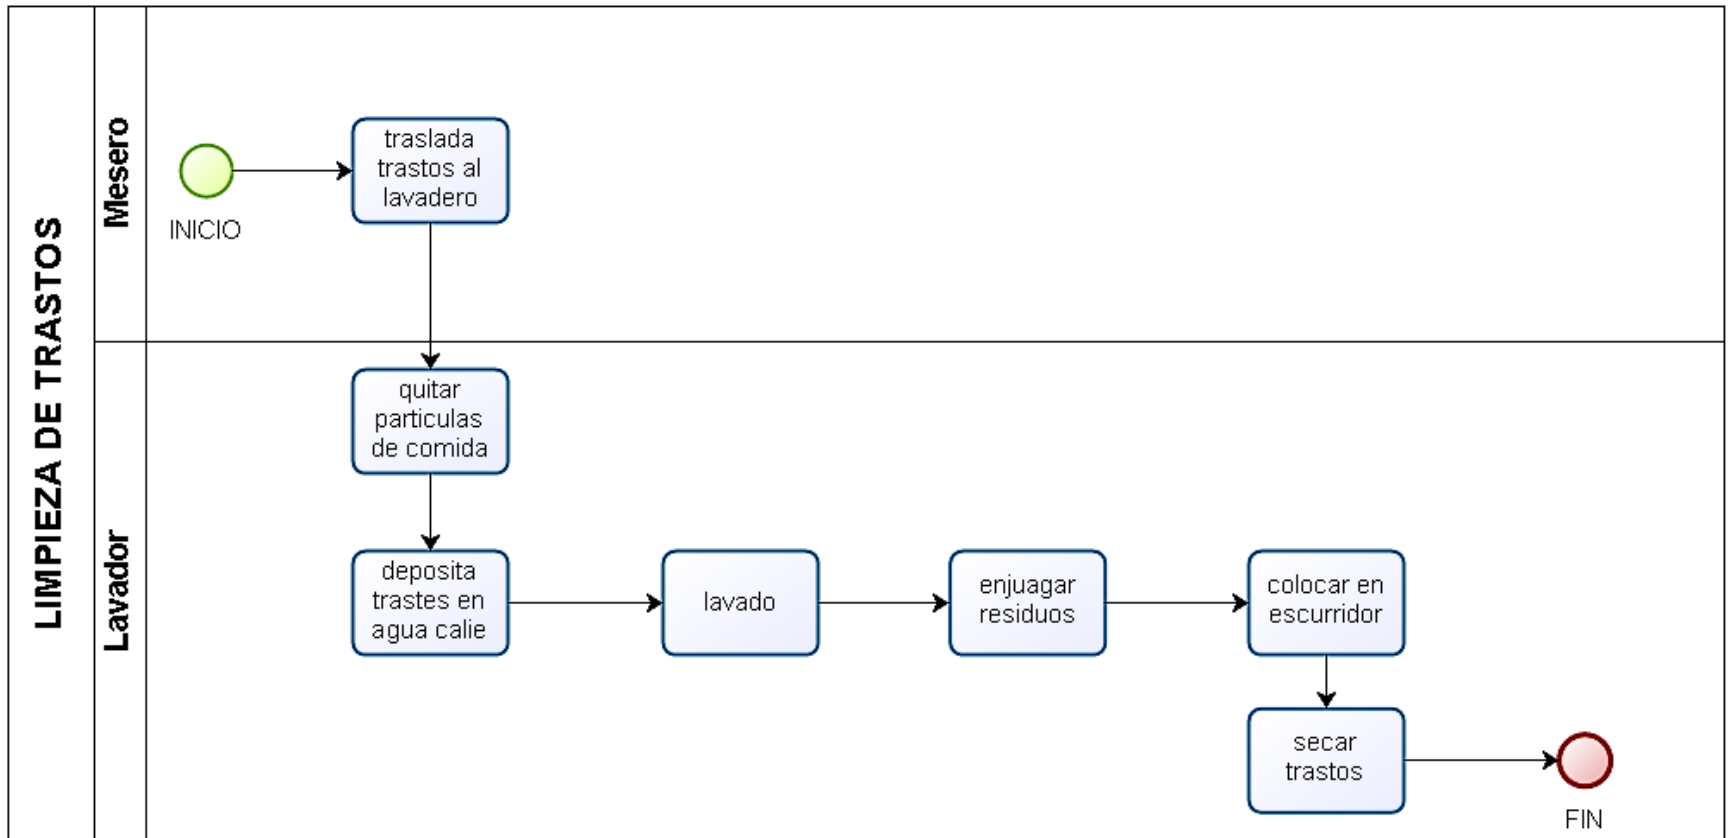 LIMPIEZA DE TRASTOS
Mesero
INICIO
traslada
trastos al
lavadero
Lavador
quitar
particulas
de comida
deposita
trastes en
agua calie
lavado
enjuagar
residuos
colocar en
escurridor
secar
trastos
FIN